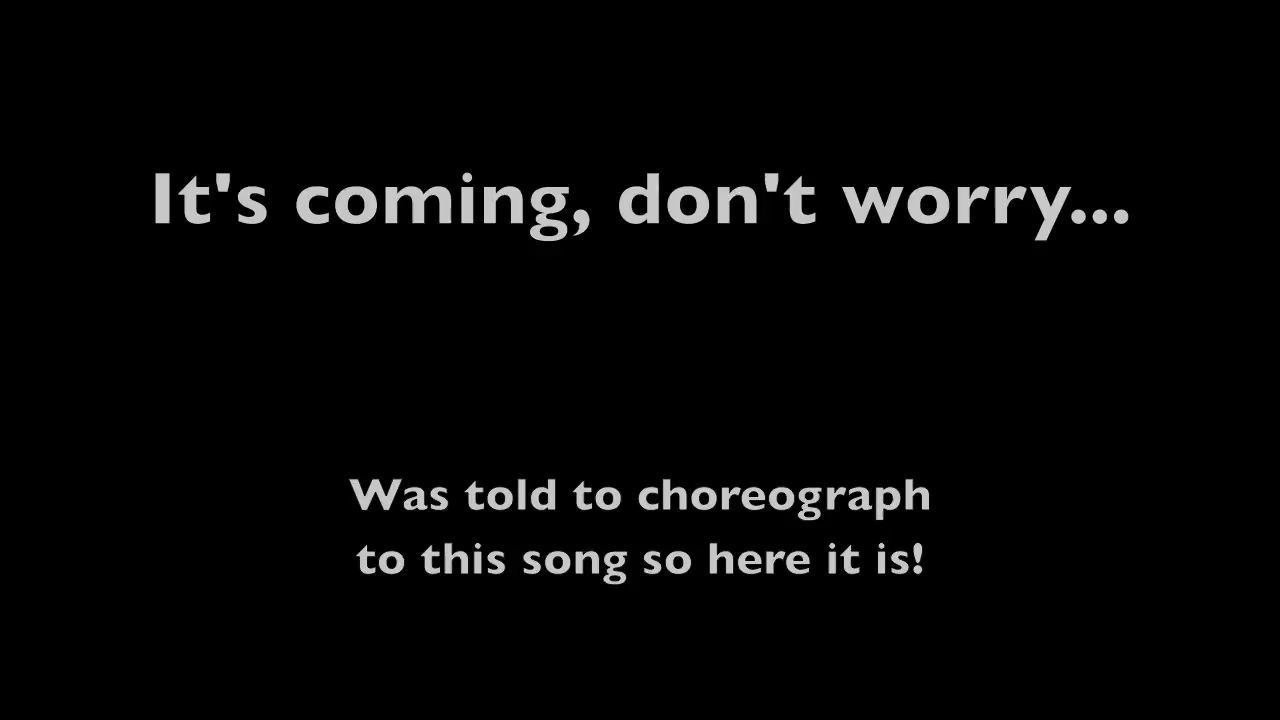 It's coming, don't worry...
Was told to choreograph
to this song so here it is!